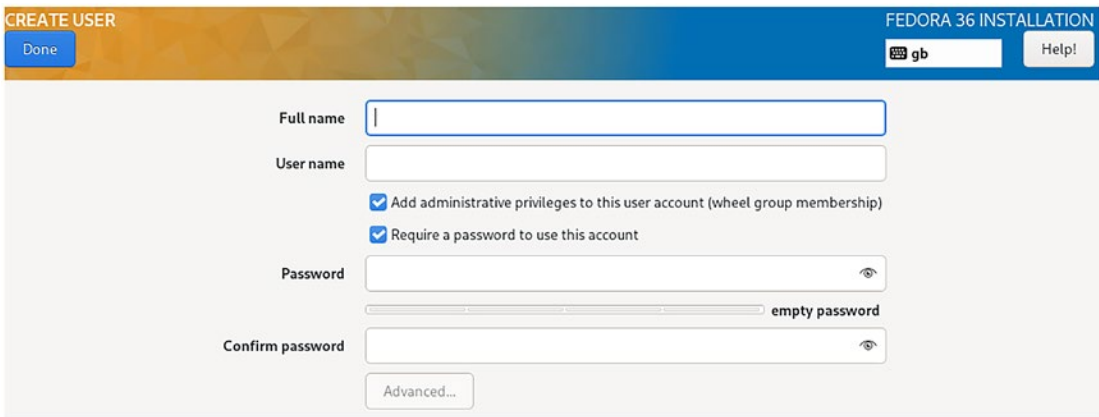 CREATE USER
FEDORA 36 INSTALLATION
Done
gb
Help!
Full name
User name
Add administrative privileges to this user account (wheel group membership)
Require a password to use this account
Password
empty password
Confirm password
Advanced...